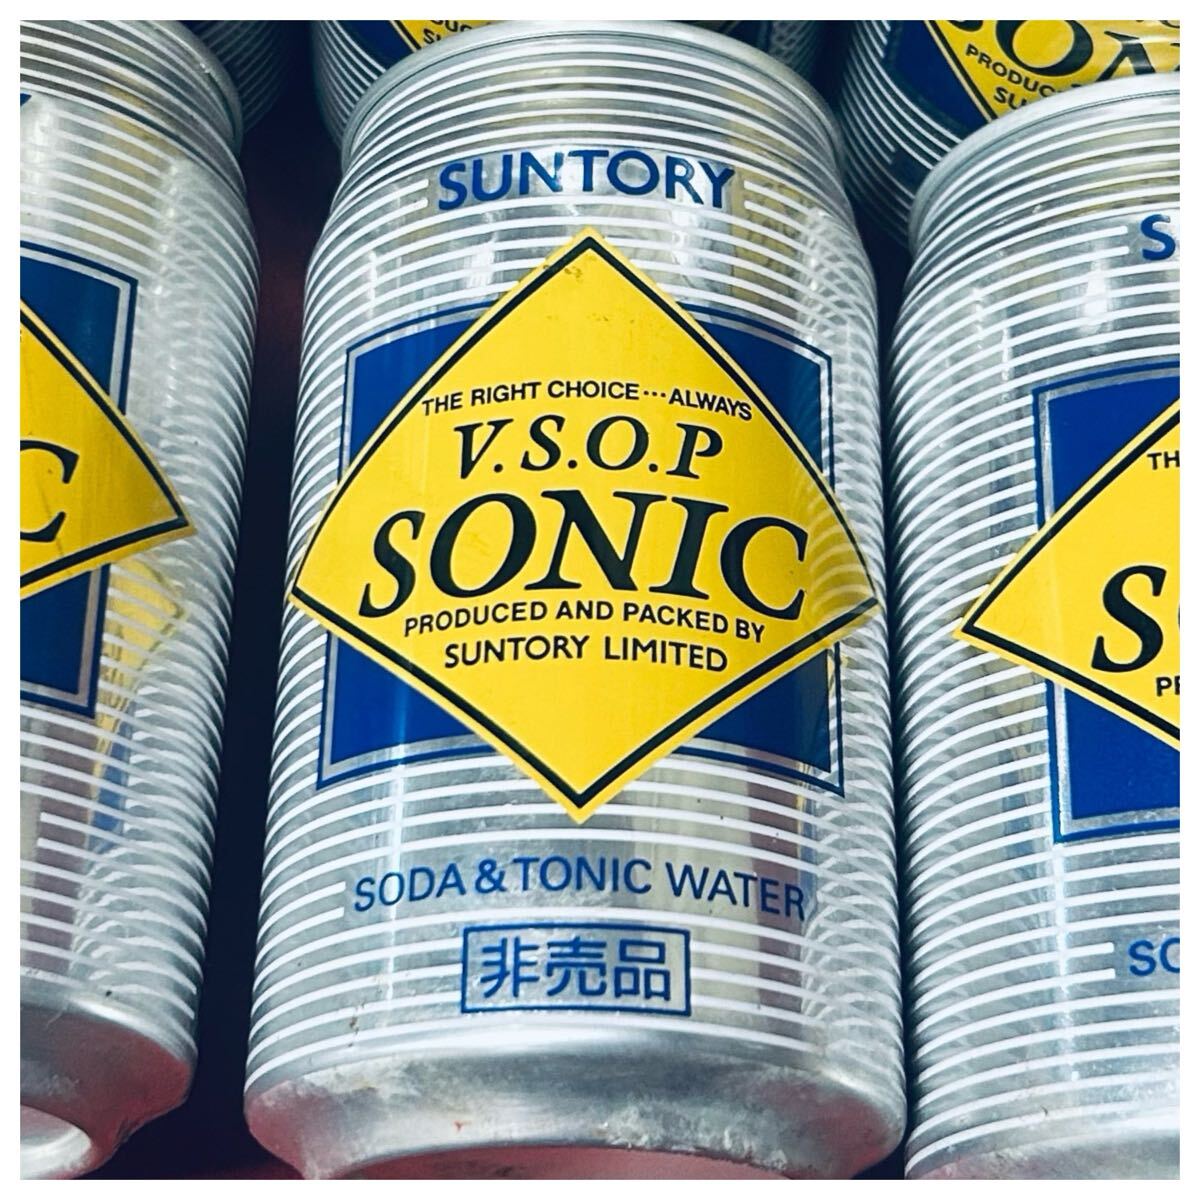 SUNTORY
THE RIGHT CHOICE…ALWAYS
V.S.O.P
SONIC
PRODUCED AND PACKED BY
SUNTORY LIMITED
SODA & TONIC WATER
非売品